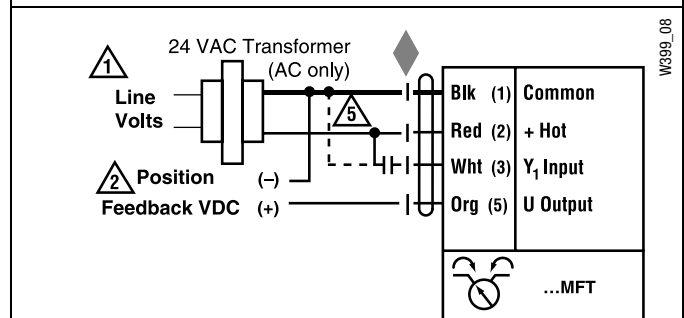 W399_08
24 VAC Transformer
(AC only)
1
Line
Volts
5
Blk (1) Common
Red (2) + Hot
Wht (3) Y1 Input
Org (5) U Output
2 Position (–)
Feedback VDC (+)
...MFT